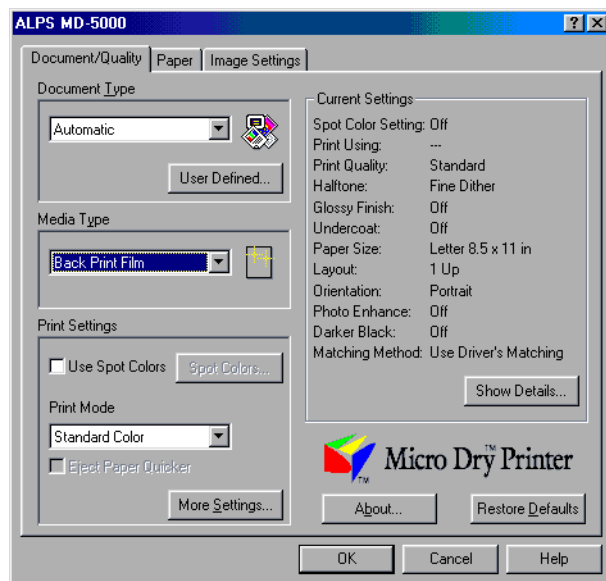 ALPS MD-5000
Document/Quality Paper Image Settings
Document Type
Automatic
User Defined...
Media Type
Back Print Film
Print Settings
Use Spot Colors Spot Colors...
Print Mode
Standard Color
Eject Paper Quicker
More Settings...
Current Settings
Spot Color Setting: Off
Print Using: ---
Print Quality: Standard
Halftone: Fine Dither
Glossy Finish: Off
Undercoat: Off
Paper Size: Letter 8.5 x 11 in
Layout: 1 Up
Orientation: Portrait
Photo Enhance: Off
Darker Black: Off
Matching Method: Use Driver's Matching
Show Details...
TM Micro Dry™ Printer
About... Restore Defaults
OK Cancel Help